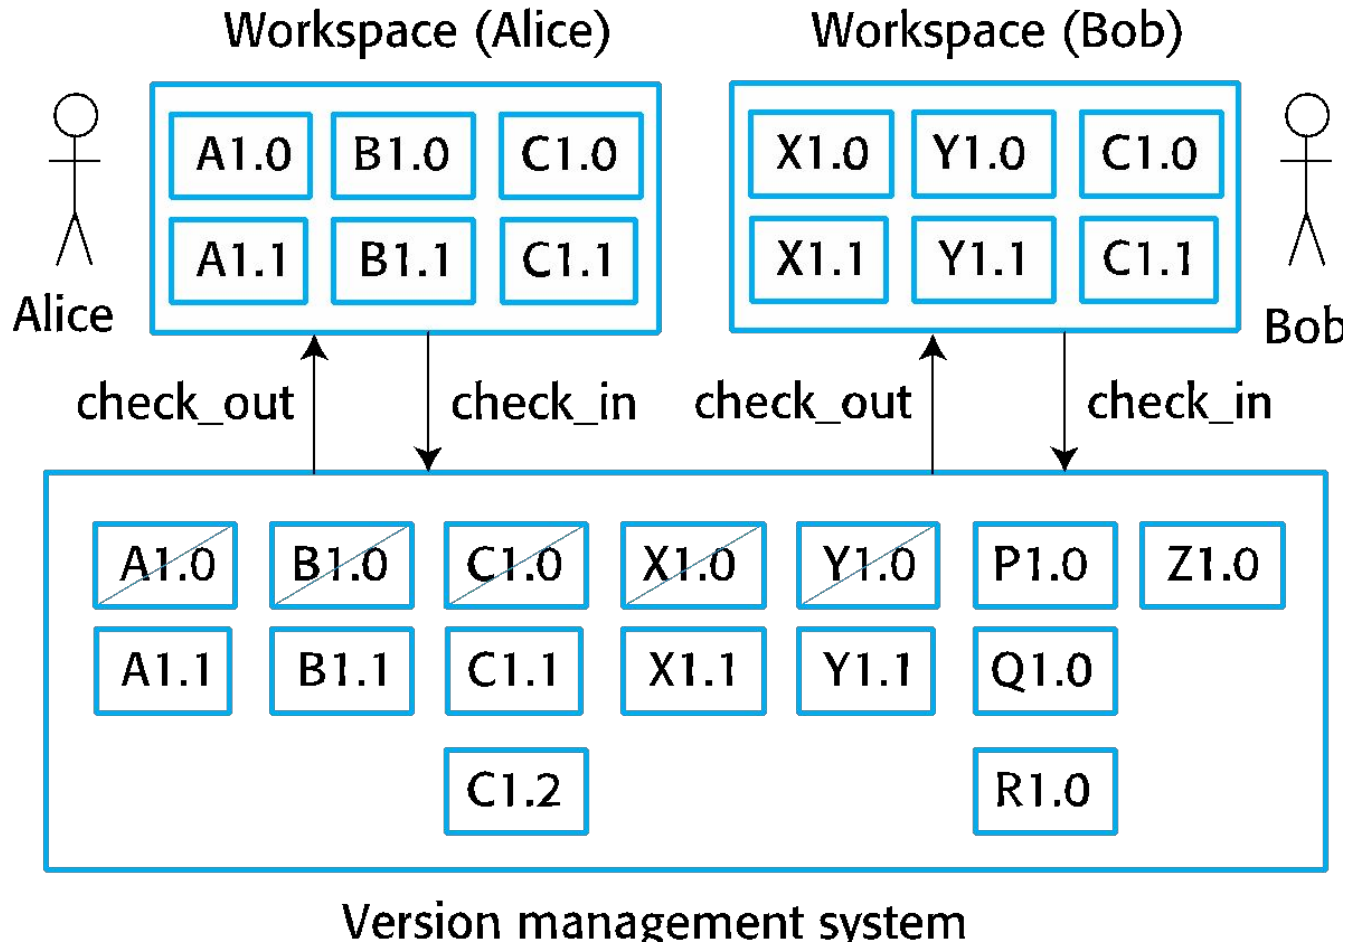 Workspace (Alice) Workspace (Bob)
A1.0 B1.0 C1.0 X1.0 Y1.0 C1.0
A1.1 B1.1 C1.1 X1.1 Y1.1 C1.1
Alice Bob
check_out check_in check_out check_in
A1.0 B1.0 C1.0 X1.0 Y1.0 P1.0 Z1.0
A1.1 B1.1 C1.1 X1.1 Y1.1 Q1.0
C1.2 R1.0
Version management system